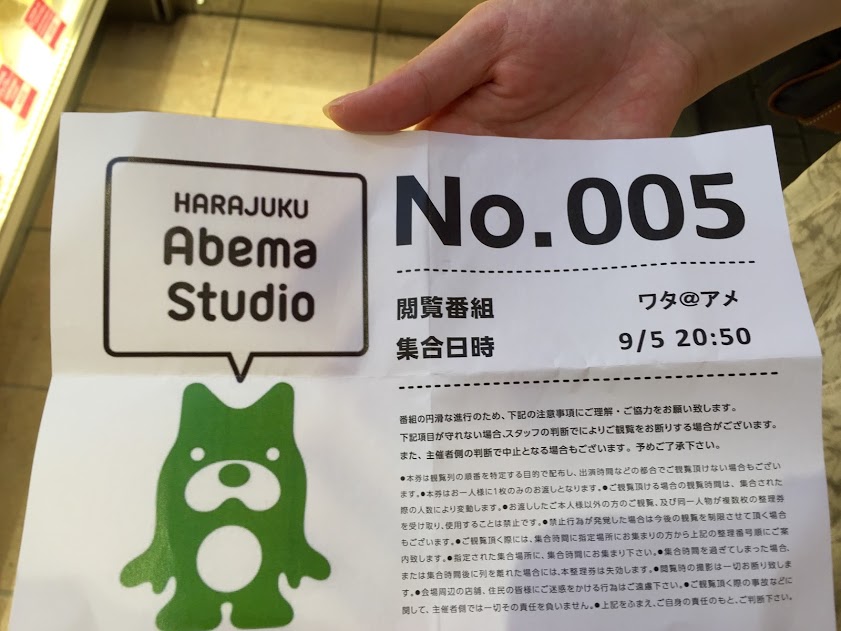 HARAJUKU
Abema
Studio
No.005
閲覧番組 ワタ@アメ
集合日時 9/5 20:50
番組の円滑な進行のため、下記の注意事項にご理解・ご協力をお願い致します。
下記項目が守れない場合、スタッフの判断でによりご観覧をお断りする場合がございます。
また、主催者側の判断で中止となる場合もございます。予めご了承下さい。
●本券は観覧列の順番を特定する目的で配布し、出演時間などの都合でご観覧頂けない場合もござい
ます。●本券はお一人様に1枚のみのお渡しとなります。●ご観覧頂ける場合の観覧時間は、集合された
際の人数により変動します。●お渡ししたご本人様以外の方のご観覧、及び同一人物が複数枚の整理券
を受け取り、使用することは禁止です。●禁止行為が発覚した場合は今後の観覧を制限させて頂く場合
もございます。●ご観覧頂く際には、集合時間に指定場所にお集まりの方から上記の整理番号順にご案
内致します。●指定された集合場所に、集合時間にお集まり下さい。●集合時間を過ぎてしまった場合、
または集合時間後に列を離れた場合には、本整理券は失効します。●閲覧時の撮影は一切お断り致しま
す。●会場周辺の店舗、住民の皆様にご迷惑をかける行為はご遠慮下さい。●ご観覧頂く際の事故などに
関して、主催者側では一切その責任を負いません。●上記をふまえ、ご自身の責任のもと、ご判断下さい。